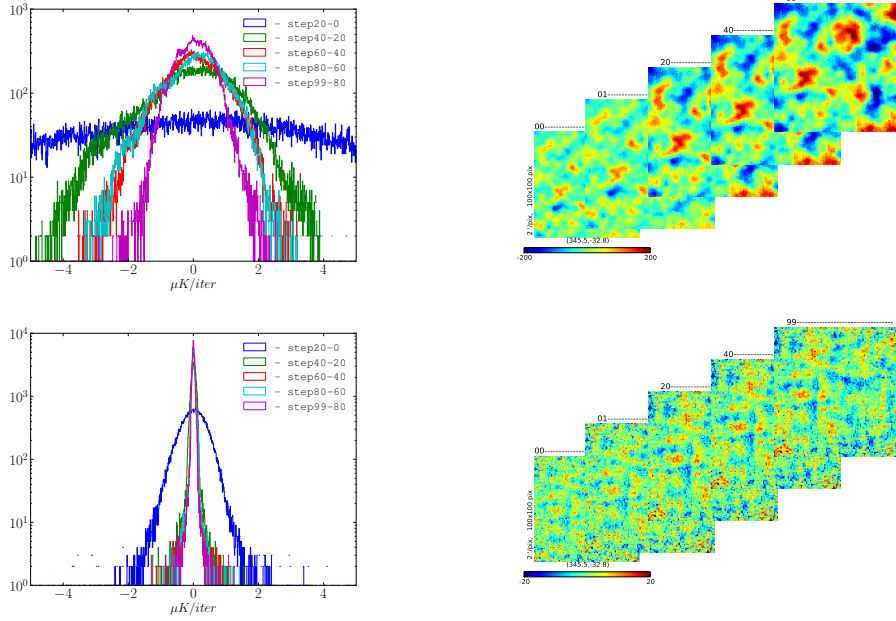 10³
10²
10¹
10⁰
−4
−2
0
2
4
μK/iter
– step20-0
– step40-20
– step60-40
– step80-60
– step99-80
00
01
20
40
2 '/pix, 100x100 pix
(345.5,-32.8)
-200
200
10⁴
10³
10²
10¹
10⁰
−4
−2
0
2
4
μK/iter
– step20-0
– step40-20
– step60-40
– step80-60
– step99-80
00
01
20
40
99
2 '/pix, 100x100 pix
(345.5,-32.8)
-20
20